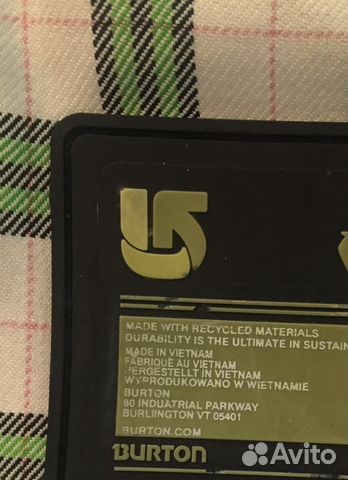 MADE WITH RECYCLED MATERIALS
DURABILITY IS THE ULTIMATE IN SUSTAIN
MADE IN VIETNAM
FABRIQUÉ AU VIETNAM
HERGESTELLT IN VIETNAM
WYPRODUKOWANO W WIETNAMIE
BURTON
80 INDUATRIAL PARKWAY
BURLIINGTON VT 05401
BURTON.COM
BURTON
Avito